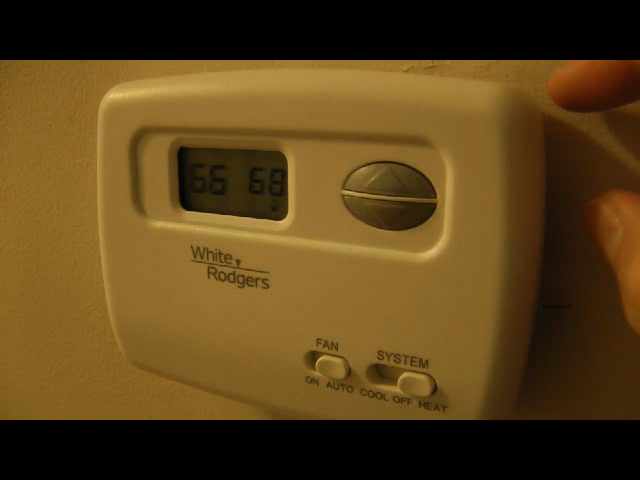 66 68
White
Rodgers
FAN
ON AUTO
SYSTEM
COOL OFF HEAT